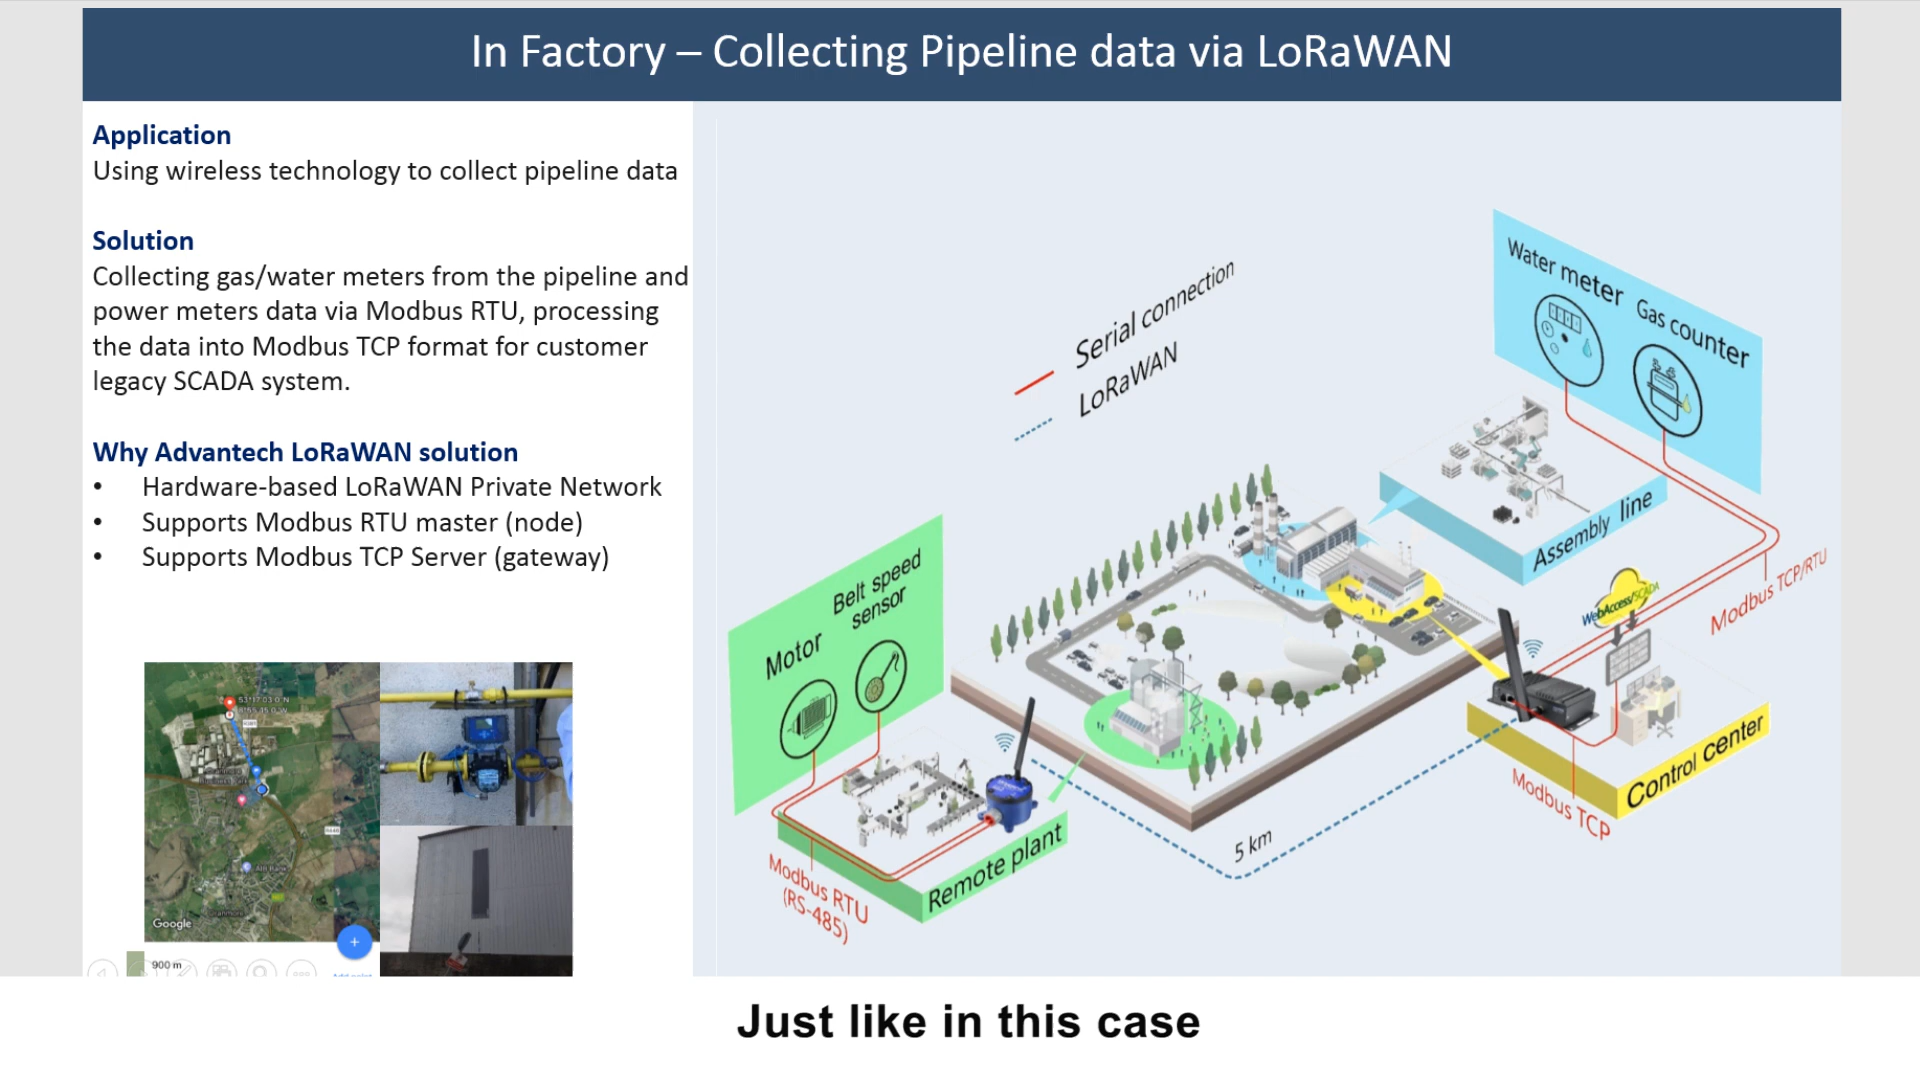 In Factory – Collecting Pipeline data via LoRaWAN
Application
Using wireless technology to collect pipeline data
Solution
Collecting gas/water meters from the pipeline and
power meters data via Modbus RTU, processing
the data into Modbus TCP format for customer
legacy SCADA system.
Why Advantech LoRaWAN solution
• Hardware-based LoRaWAN Private Network
• Supports Modbus RTU master (node)
• Supports Modbus TCP Server (gateway)
Google
900 m
Serial connection
LoRaWAN
Water meter
Gas counter
Assembly line
Modbus TCP/RTU
WebAccess/SCADA
Belt speed
sensor
Motor
Control center
Modbus TCP
5 km
Remote plant
Modbus RTU
(RS-485)
Just like in this case